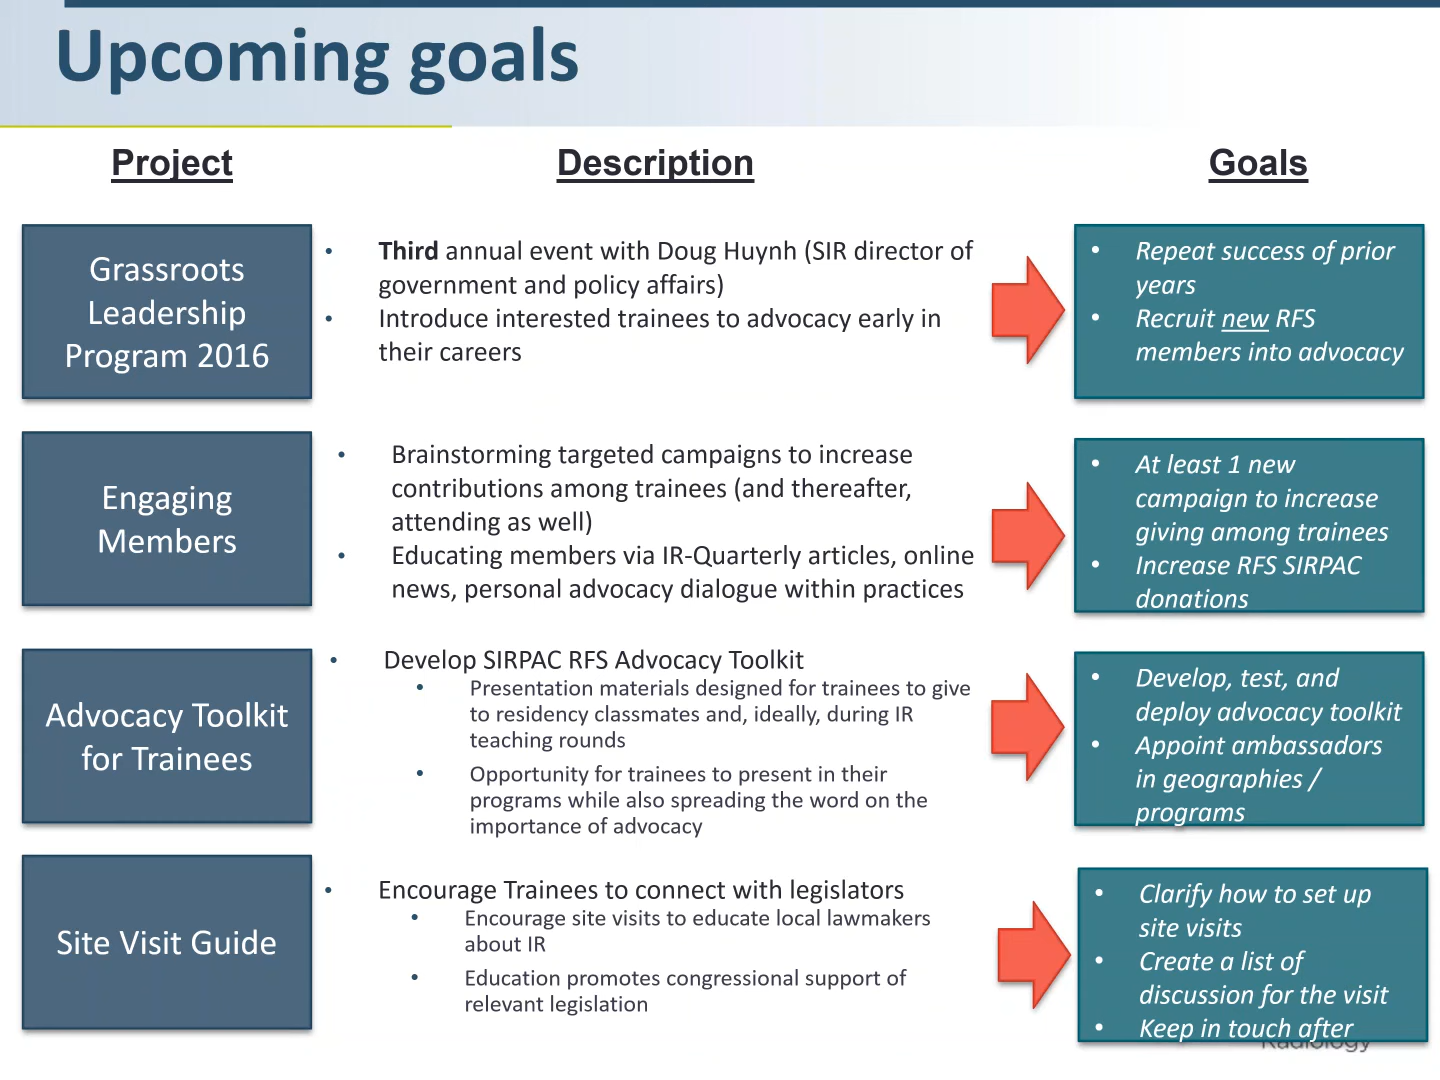 Upcoming goals
Project
Description
Goals
Grassroots
Leadership
Program 2016
• Third annual event with Doug Huynh (SIR director of
government and policy affairs)
• Introduce interested trainees to advocacy early in
their careers
• Repeat success of prior
years
• Recruit new RFS
members into advocacy
Engaging
Members
• Brainstorming targeted campaigns to increase
contributions among trainees (and thereafter,
attending as well)
• Educating members via IR-Quarterly articles, online
news, personal advocacy dialogue within practices
• At least 1 new
campaign to increase
giving among trainees
• Increase RFS SIRPAC
donations
Advocacy Toolkit
for Trainees
• Develop SIRPAC RFS Advocacy Toolkit
• Presentation materials designed for trainees to give
to residency classmates and, ideally, during IR
teaching rounds
• Opportunity for trainees to present in their
programs while also spreading the word on the
importance of advocacy
• Develop, test, and
deploy advocacy toolkit
• Appoint ambassadors
in geographies /
programs
Site Visit Guide
• Encourage Trainees to connect with legislators
• Encourage site visits to educate local lawmakers
about IR
• Education promotes congressional support of
relevant legislation
• Clarify how to set up
site visits
• Create a list of
discussion for the visit
• Keep in touch after
Radiology